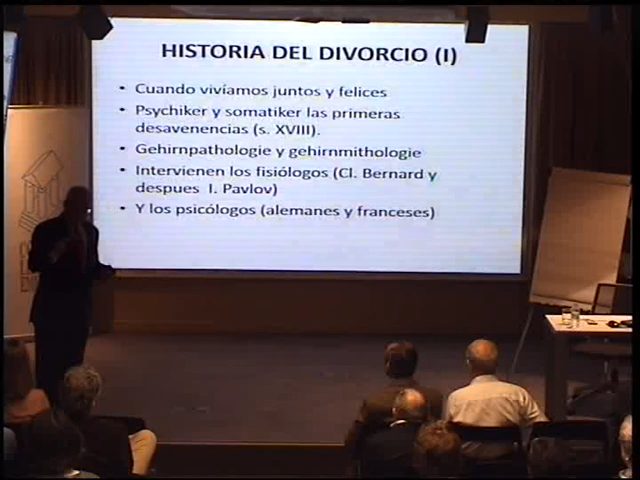 HISTORIA DEL DIVORCIO (I)
• Cuando vivíamos juntos y felices
• Psychiker y somatiker las primeras
desavenencias (s. XVIII).
• Gehirnpathologie y gehirnmithologie
• Intervienen los fisiólogos (Cl. Bernard y
despues I. Pavlov)
• Y los psicólogos (alemanes y franceses)